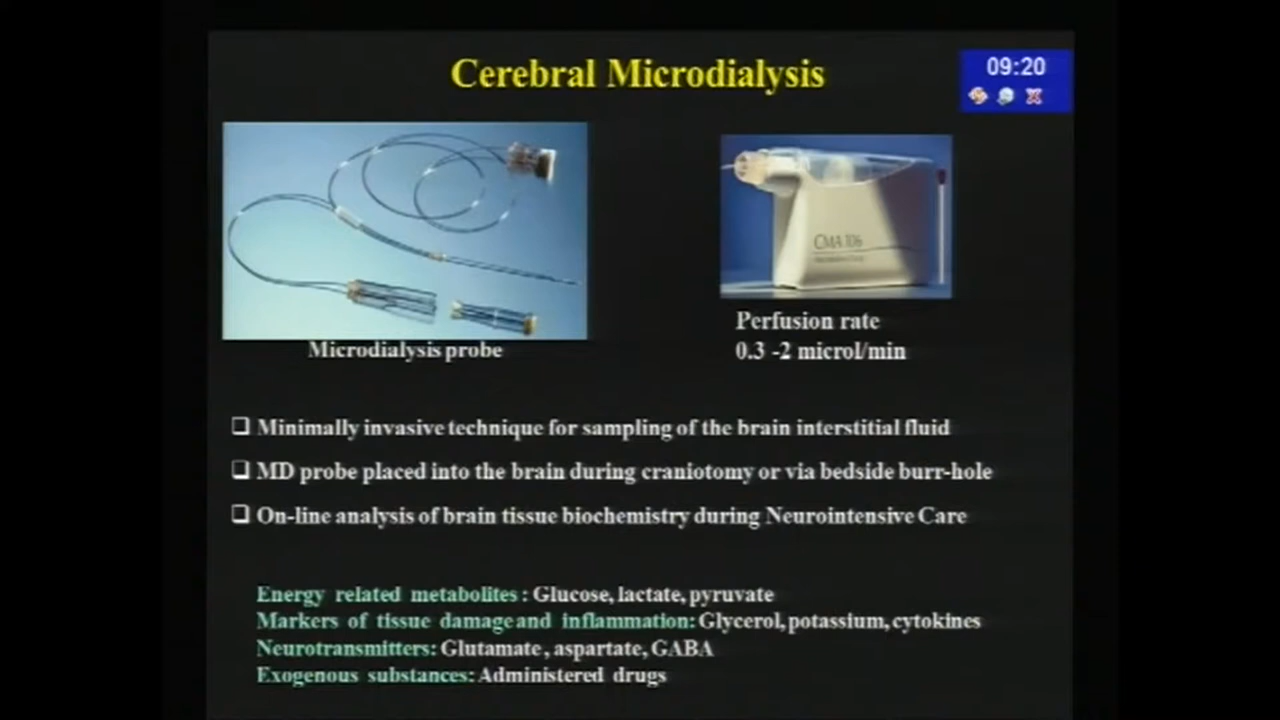 Cerebral Microdialysis
09:20
CMA 106
Microdialysis probe
Perfusion rate
0.3 -2 microl/min
❑ Minimally invasive technique for sampling of the brain interstitial fluid
❑ MD probe placed into the brain during craniotomy or via bedside burr-hole
❑ On-line analysis of brain tissue biochemistry during Neurointensive Care
Energy related metabolites : Glucose, lactate, pyruvate
Markers of tissue damage and inflammation: Glycerol, potassium, cytokines
Neurotransmitters: Glutamate , aspartate, GABA
Exogenous substances: Administered drugs